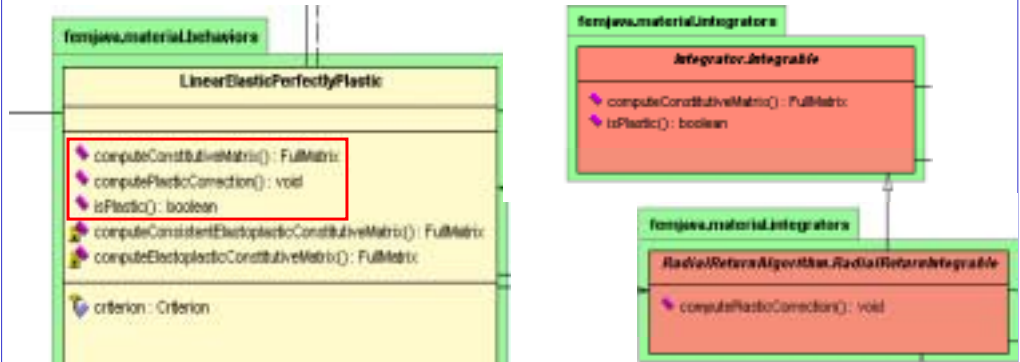 femjava.material.behaviors
LinearElasticPerfectlyPlastic
computeConstitutiveMatrix() : FullMatrix
computePlasticCorrection() : void
isPlastic() : boolean
computeConsistentElastoplasticConstitutiveMatrix() : FullMatrix
computeElastoplasticConstitutiveMatrix() : FullMatrix
criterion : Criterion
femjava.material.integrators
Integrator.Integrable
computeConstitutiveMatrix() : FullMatrix
isPlastic() : boolean
femjava.material.integrators
RadialReturnAlgorithm.RadialReturnIntegrable
computePlasticCorrection() : void